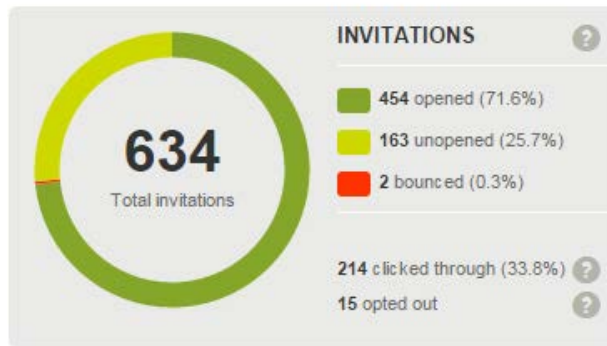 634
Total invitations
INVITATIONS ?
454 opened (71.6%)
163 unopened (25.7%)
2 bounced (0.3%)
214 clicked through (33.8%) ?
15 opted out ?